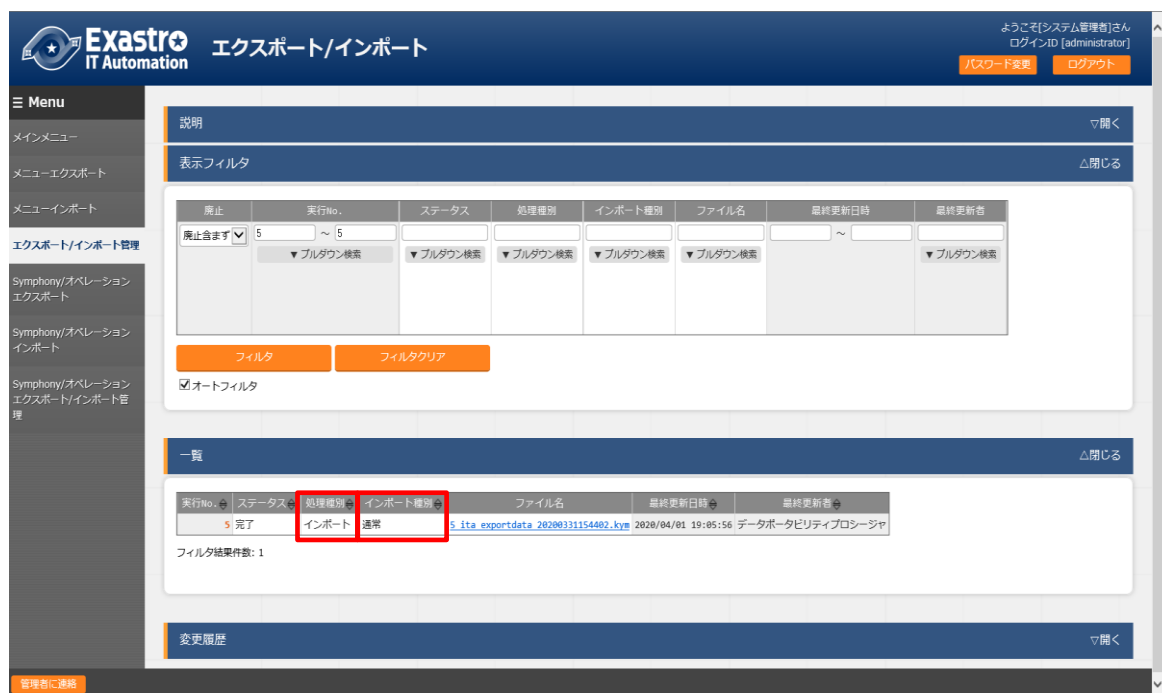 Exastro
IT Automation
エクスポート/インポート
ようこそ[システム管理者]さん
ログインID [administrator]
パスワード変更 ログアウト
☰ Menu
メインメニュー
メニューエクスポート
メニューインポート
エクスポート/インポート管理
Symphony/オペレーション
エクスポート
Symphony/オペレーション
インポート
Symphony/オペレーション
エクスポート/インポート管
理
説明 ▽開く
表示フィルタ △閉じる
廃止 実行No. ステータス 処理種別 インポート種別 ファイル名 最終更新日時 最終更新者
廃止含まず 5 ～ 5 ～
▼ プルダウン検索 ▼ プルダウン検索 ▼ プルダウン検索 ▼ プルダウン検索 ▼ プルダウン検索 ▼ プルダウン検索
フィルタ フィルタクリア
オートフィルタ
一覧 △閉じる
実行No. ステータス 処理種別 インポート種別 ファイル名 最終更新日時 最終更新者
5 完了 インポート 通常 5_ita_exportdata_20200331154402.kym 2020/04/01 19:05:56 データポータビリティプロシージャ
フィルタ結果件数: 1
変更履歴 ▽開く
管理者に連絡